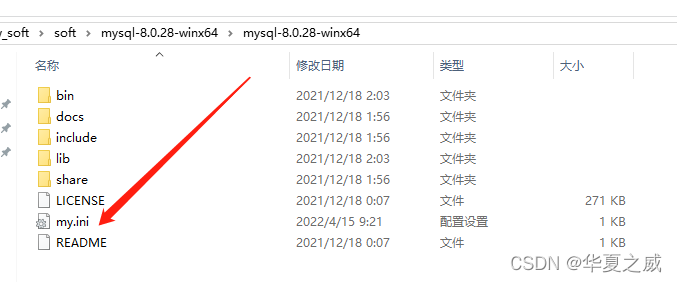 v_soft > soft > mysql-8.0.28-winx64 > mysql-8.0.28-winx64
名称 修改日期 类型 大小
bin 2021/12/18 2:03 文件夹
docs 2021/12/18 1:56 文件夹
include 2021/12/18 1:56 文件夹
lib 2021/12/18 2:03 文件夹
share 2021/12/18 1:56 文件夹
LICENSE 2021/12/18 0:07 文件 271 KB
my.ini 2022/4/15 9:21 配置设置 1 KB
README 2021/12/18 0:07 文件 1 KB
CSDN @华夏之威